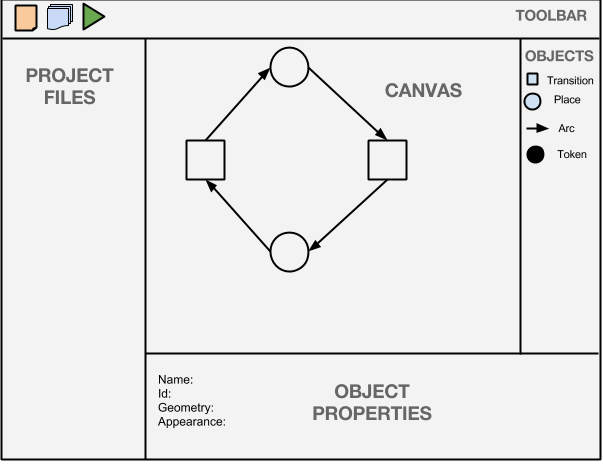 TOOLBAR
PROJECT
FILES
CANVAS
OBJECTS
Transition
Place
Arc
Token
Name:
Id:
Geometry:
Appearance:
OBJECT
PROPERTIES